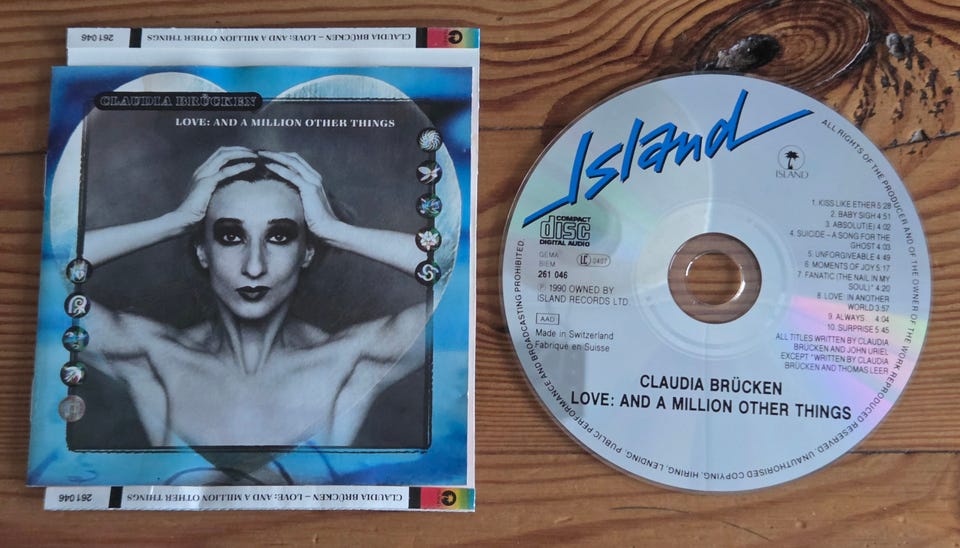 CLAUDIA BRÜCKEN – LOVE: AND A MILLION OTHER THINGS 261 046
CLAUDIA BRÜCKEN
LOVE: AND A MILLION OTHER THINGS
CLAUDIA BRÜCKEN – LOVE: AND A MILLION OTHER THINGS 261 046
Island
ISLAND
COMPACT
disc
DIGITAL AUDIO
GEMA
BIEM
LC 0407
261 046
℗ 1990 OWNED BY
ISLAND RECORDS LTD
AAD
Made in Switzerland
Fabriqué en Suisse
1. KISS LIKE ETHER 5:28
2. BABY SIGH 4:51
3. ABSOLUT(E) 4:02
4. SUICIDE – A SONG FOR THE
GHOST 4:03
5. UNFORGIVEABLE 4:49
6. MOMENTS OF JOY 5:17
7. FANATIC (THE NAIL IN MY
SOUL)* 4:20
8. LOVE: IN ANOTHER
WORLD 3:57
9. ALWAYS... 4:04
10. SURPRISE 5:45
ALL TITLES WRITTEN BY CLAUDIA
BRÜCKEN AND JOHN URIEL
EXCEPT *WRITTEN BY CLAUDIA
BRÜCKEN AND THOMAS LEER
CLAUDIA BRÜCKEN
LOVE: AND A MILLION OTHER THINGS
ALL RIGHTS OF THE PRODUCER AND OF THE OWNER OF THE WORK REPRODUCED RESERVED. UNAUTHORISED COPYING, HIRING, LENDING, PUBLIC PERFORMANCE AND BROADCASTING PROHIBITED.